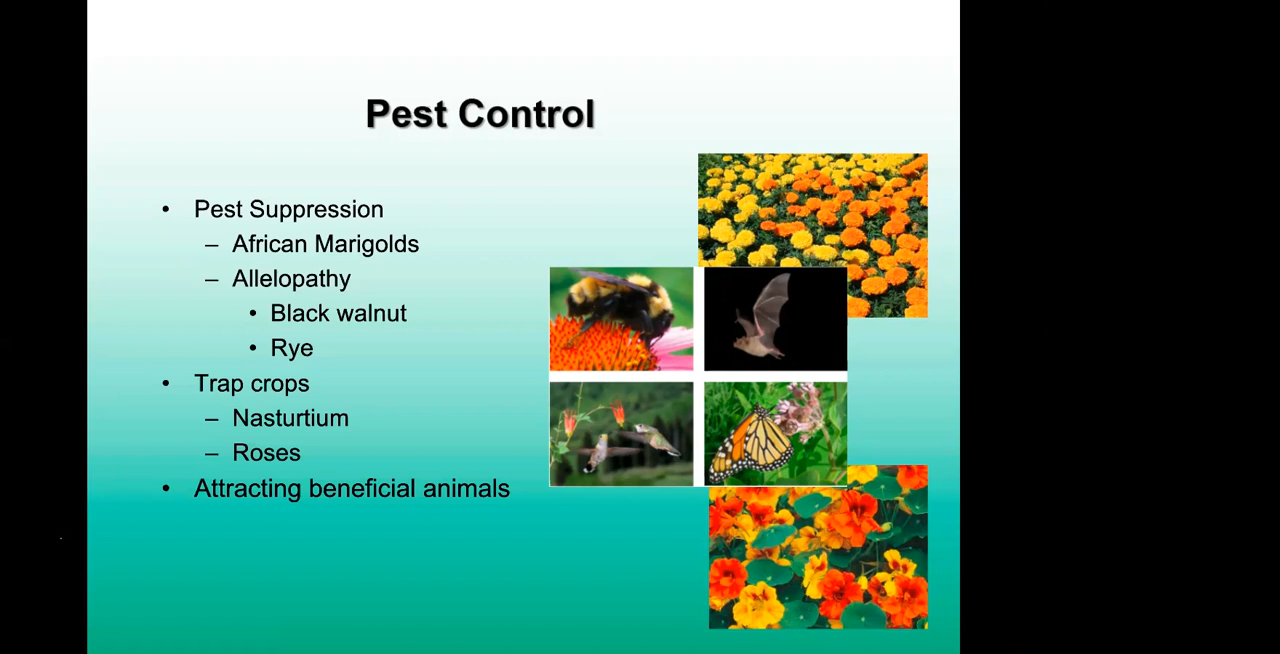 Pest Control
• Pest Suppression
– African Marigolds
– Allelopathy
• Black walnut
• Rye
• Trap crops
– Nasturtium
– Roses
• Attracting beneficial animals